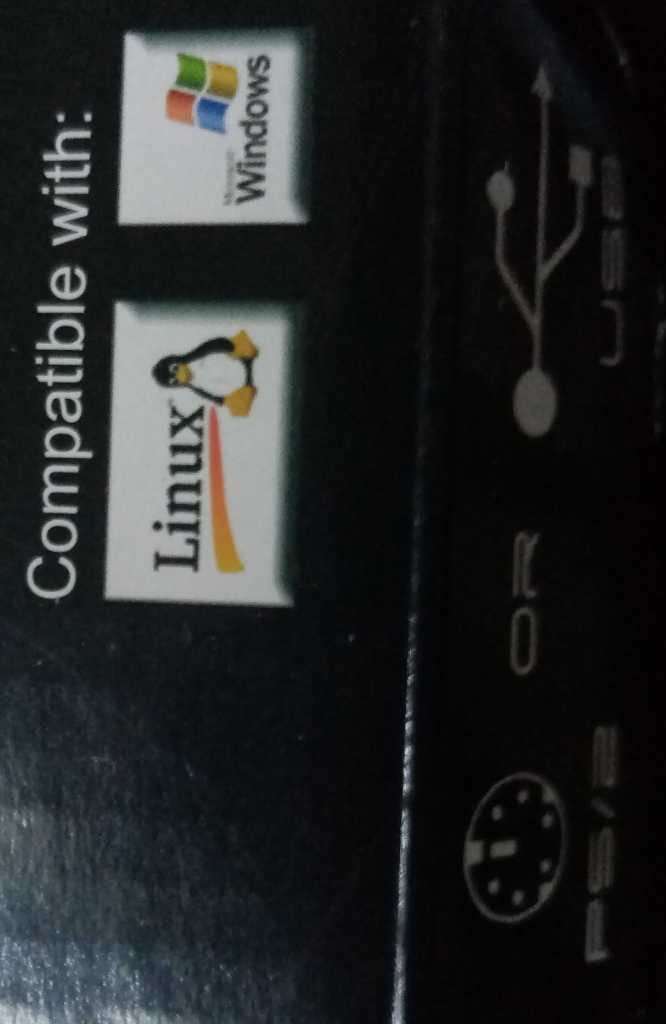 Compatible with:
Linux
Microsoft
Windows
PS/2
OR
USB